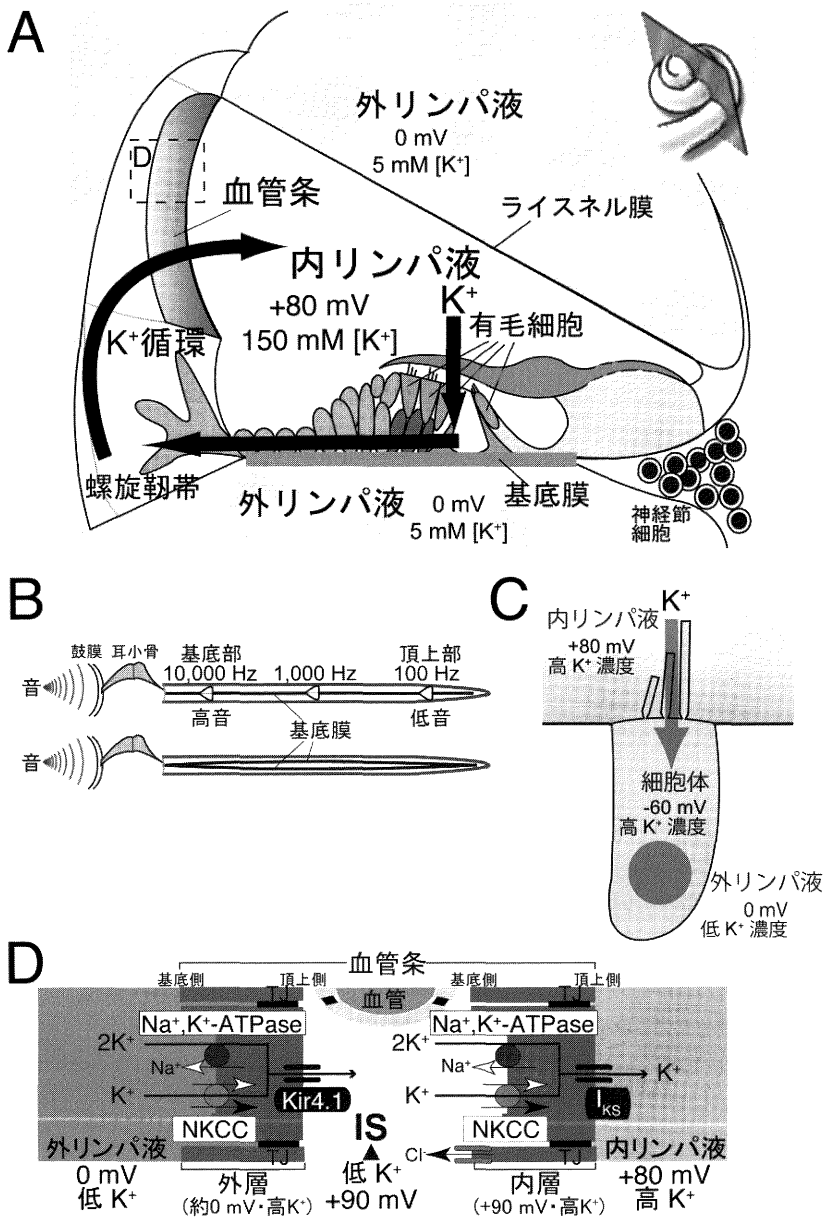 A
外リンパ液
0 mV
5 mM [K⁺]
D
血管条
ライスネル膜
内リンパ液
+80 mV
150 mM [K⁺]
K⁺
有毛細胞
K⁺循環
螺旋靱帯
外リンパ液
0 mV
5 mM [K⁺]
基底膜
神経節
細胞
B
鼓膜
耳小骨
基底部
頂上部
音
10,000 Hz
1,000 Hz
100 Hz
高音
低音
基底膜
音
C
内リンパ液
K⁺
+80 mV
高 K⁺ 濃度
細胞体
-60 mV
高 K⁺ 濃度
外リンパ液
0 mV
低 K⁺ 濃度
D
血管条
基底側
頂上側
基底側
頂上側
TJ
血管
TJ
Na⁺,K⁺-ATPase
Na⁺,K⁺-ATPase
2K⁺
2K⁺
Na⁺
Na⁺
K⁺
K⁺
K⁺
Kir4.1
I_KS
NKCC
NKCC
IS
TJ
Cl⁻
TJ
外リンパ液
0 mV
低 K⁺
外層
(約0 mV・高K⁺)
低 K⁺
+90 mV
内層
(+90 mV・高K⁺)
内リンパ液
+80 mV
高 K⁺